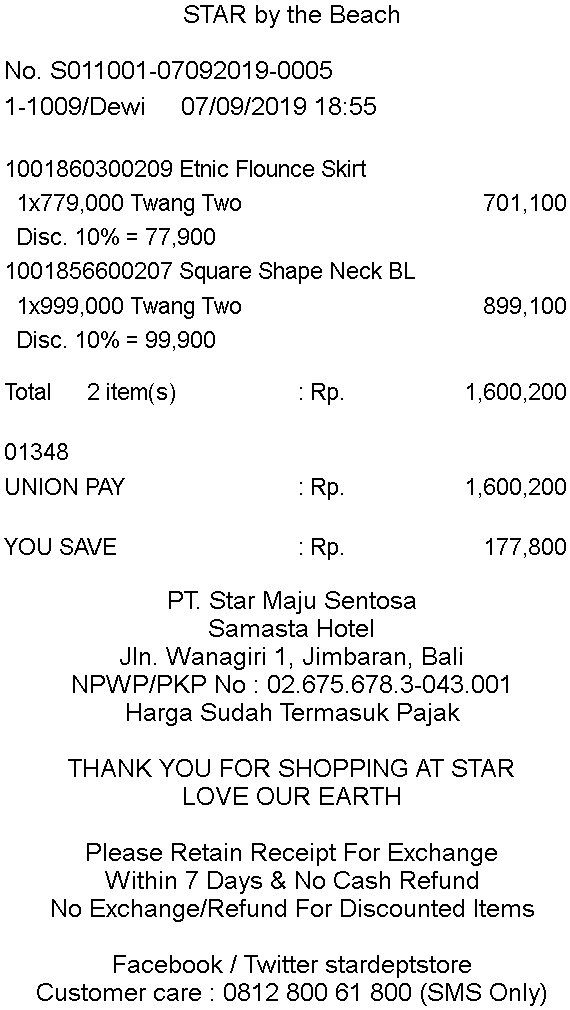 STAR by the Beach
No. S011001-07092019-0005
1-1009/Dewi 07/09/2019 18:55
1001860300209 Etnic Flounce Skirt
1x779,000 Twang Two 701,100
Disc. 10% = 77,900
1001856600207 Square Shape Neck BL
1x999,000 Twang Two 899,100
Disc. 10% = 99,900
Total 2 item(s) : Rp. 1,600,200
01348
UNION PAY : Rp. 1,600,200
YOU SAVE : Rp. 177,800
PT. Star Maju Sentosa
Samasta Hotel
Jln. Wanagiri 1, Jimbaran, Bali
NPWP/PKP No : 02.675.678.3-043.001
Harga Sudah Termasuk Pajak
THANK YOU FOR SHOPPING AT STAR
LOVE OUR EARTH
Please Retain Receipt For Exchange
Within 7 Days & No Cash Refund
No Exchange/Refund For Discounted Items
Facebook / Twitter stardeptstore
Customer care : 0812 800 61 800 (SMS Only)